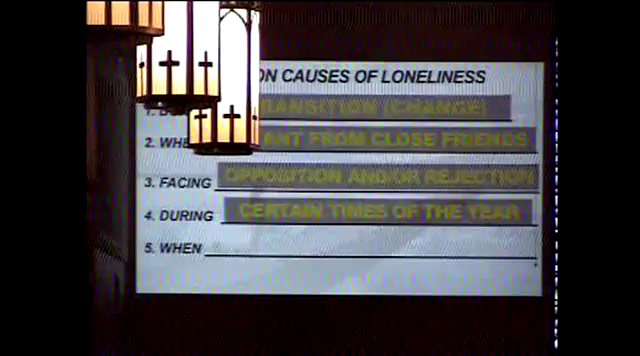 ON CAUSES OF LONELINESS
1. D TRANSITION (CHANGE)
2. WHE ANT FROM CLOSE FRIENDS
3. FACING OPPOSITION AND/OR REJECTION
4. DURING CERTAIN TIMES OF THE YEAR
5. WHEN